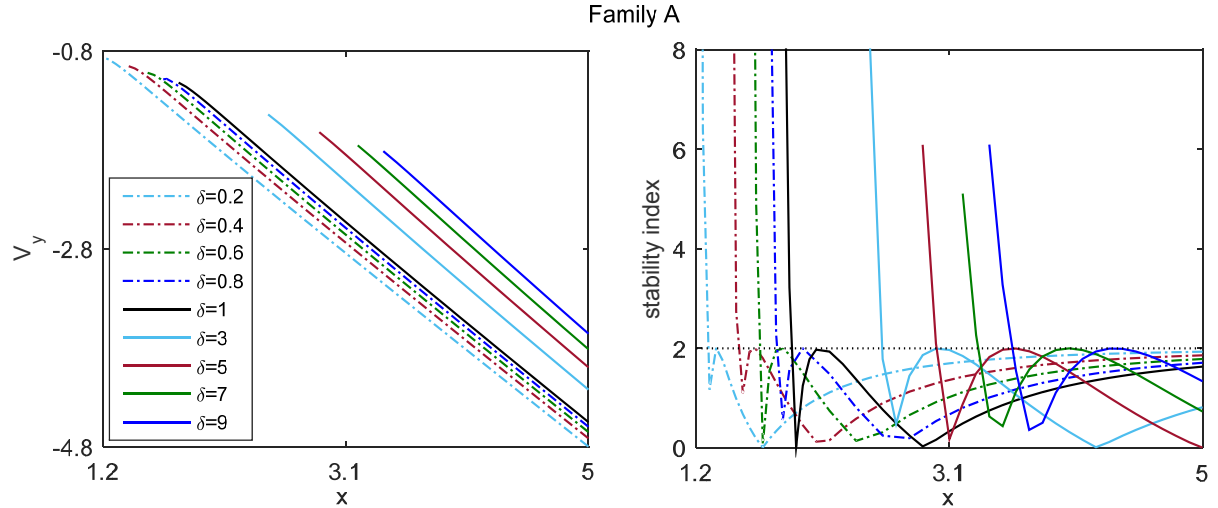 Family A
-0.8
-2.8
-4.8
V_y
1.2
3.1
5
x
δ=0.2
δ=0.4
δ=0.6
δ=0.8
δ=1
δ=3
δ=5
δ=7
δ=9
8
6
4
2
0
stability index
1.2
3.1
5
x